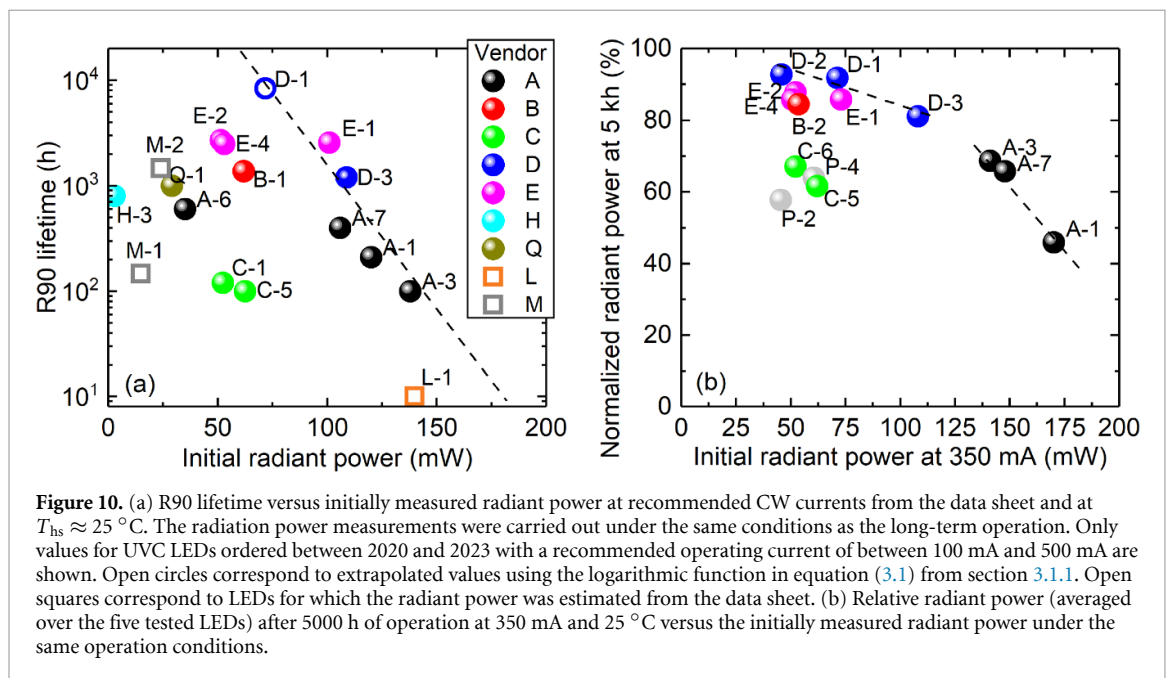 R90 lifetime (h)
10⁴
10³
10²
10¹
D-1
E-2
E-4
M-2
Q-1
E-1
D-3
B-1
A-6
H-3
A-7
A-1
A-3
M-1
C-1
C-5
L-1
(a)
0 50 100 150 200
Initial radiant power (mW)
Vendor
A
B
C
D
E
H
Q
L
M
Normalized radiant power at 5 kh (%)
100
80
60
40
20
0
D-2
D-1
E-2
E-4
E-1
D-3
B-2
C-6
P-4
C-5
P-2
A-3
A-7
A-1
(b)
0 25 50 75 100 125 150 175 200
Initial radiant power at 350 mA (mW)
Figure 10. (a) R90 lifetime versus initially measured radiant power at recommended CW currents from the data sheet and at
T_hs ≈ 25 °C. The radiation power measurements were carried out under the same conditions as the long-term operation. Only
values for UVC LEDs ordered between 2020 and 2023 with a recommended operating current of between 100 mA and 500 mA are
shown. Open circles correspond to extrapolated values using the logarithmic function in equation (3.1) from section 3.1.1. Open
squares correspond to LEDs for which the radiant power was estimated from the data sheet. (b) Relative radiant power (averaged
over the five tested LEDs) after 5000 h of operation at 350 mA and 25 °C versus the initially measured radiant power under the
same operation conditions.